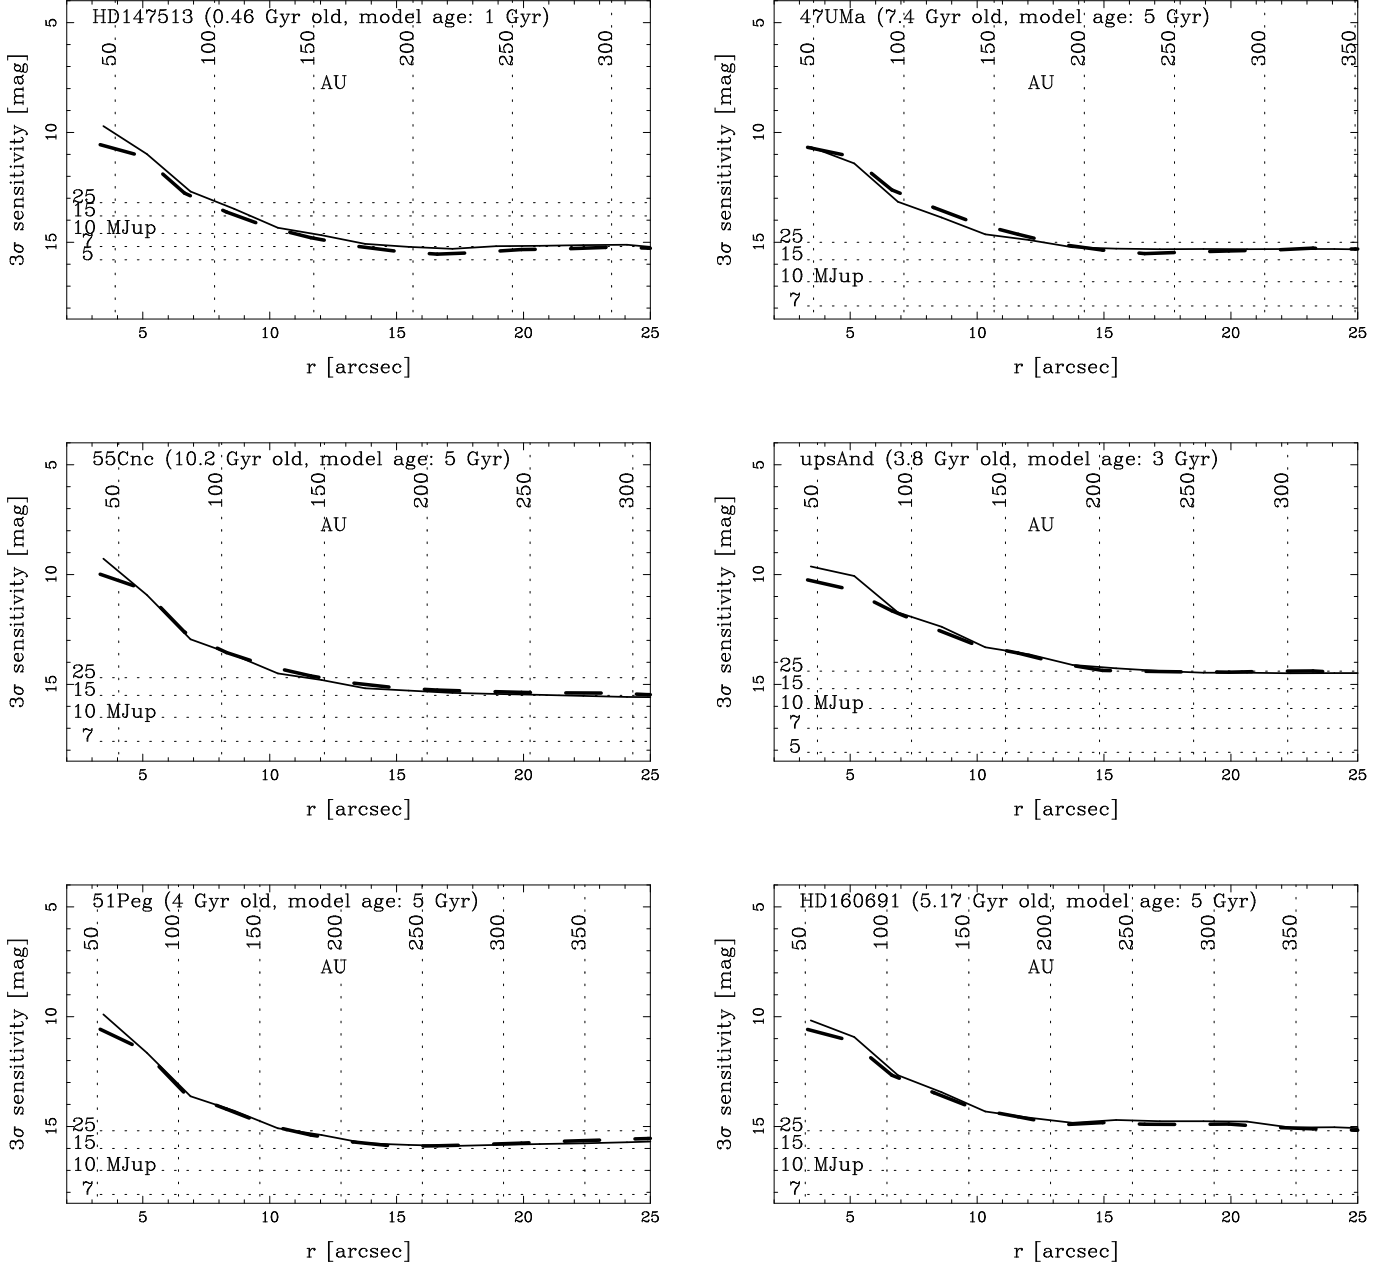 HD147513 (0.46 Gyr old, model age: 1 Gyr)
50 100 150 200 250 300
AU
3σ sensitivity [mag]
5
10
15
25
15
10 MJup
7
5
5 10 15 20 25
r [arcsec]
47UMa (7.4 Gyr old, model age: 5 Gyr)
50 100 150 200 250 300 350
AU
3σ sensitivity [mag]
5
10
15
25
15
10 MJup
7
5 10 15 20 25
r [arcsec]
55Cnc (10.2 Gyr old, model age: 5 Gyr)
50 100 150 200 250 300
AU
3σ sensitivity [mag]
5
10
15
25
15
10 MJup
7
5 10 15 20 25
r [arcsec]
upsAnd (3.8 Gyr old, model age: 3 Gyr)
50 100 150 200 250 300
AU
3σ sensitivity [mag]
5
10
15
25
15
10 MJup
7
5
5 10 15 20 25
r [arcsec]
51Peg (4 Gyr old, model age: 5 Gyr)
50 100 150 200 250 300 350
AU
3σ sensitivity [mag]
5
10
15
25
15
10 MJup
7
5 10 15 20 25
r [arcsec]
HD160691 (5.17 Gyr old, model age: 5 Gyr)
50 100 150 200 250 300 350
AU
3σ sensitivity [mag]
5
10
15
25
15
10 MJup
7
5 10 15 20 25
r [arcsec]